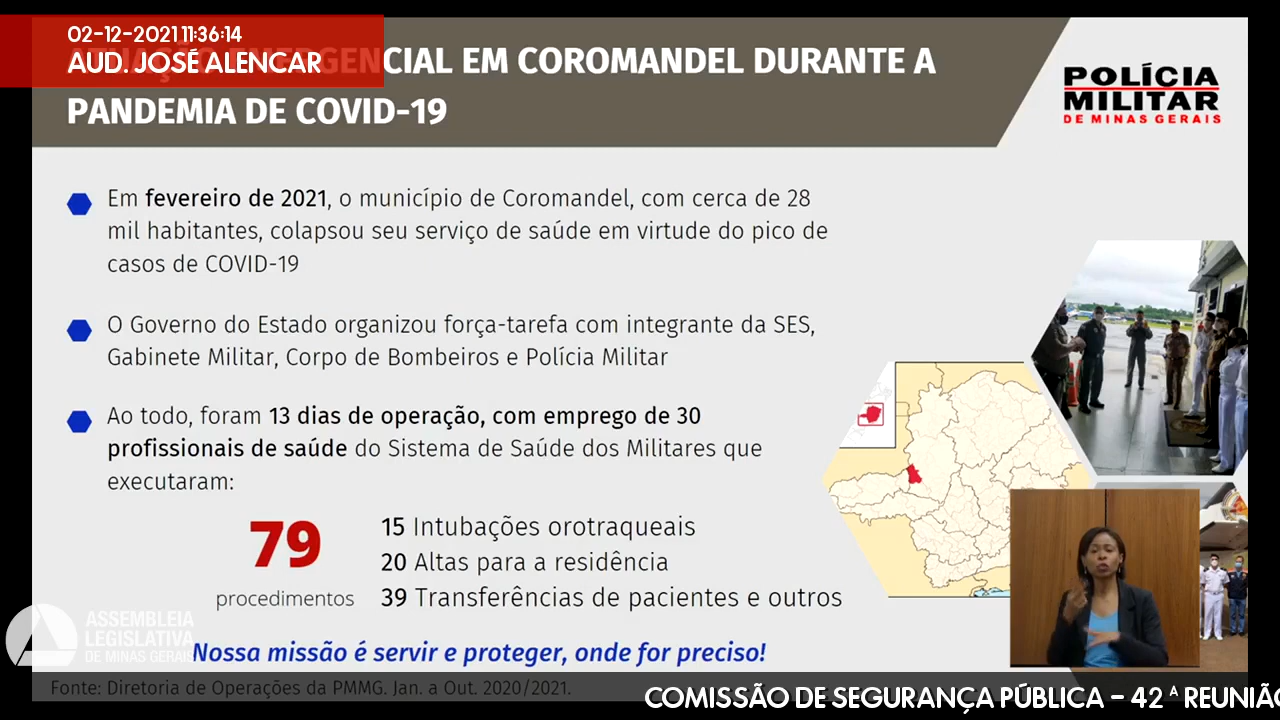 02-12-2021 11:36:14
AUD. JOSÉ ALENCAR
EM COROMANDEL DURANTE A
PANDEMIA DE COVID-19
POLÍCIA
MILITAR
DE MINAS GERAIS
Em fevereiro de 2021, o município de Coromandel, com cerca de 28
mil habitantes, colapsou seu serviço de saúde em virtude do pico de
casos de COVID-19
O Governo do Estado organizou força-tarefa com integrante da SES,
Gabinete Militar, Corpo de Bombeiros e Polícia Militar
Ao todo, foram 13 dias de operação, com emprego de 30
profissionais de saúde do Sistema de Saúde dos Militares que
executaram:
79
procedimentos
15 Intubações orotraqueais
20 Altas para a residência
39 Transferências de pacientes e outros
ASSEMBLEIA
LEGISLATIVA
DE MINAS GERAIS
Nossa missão é servir e proteger, onde for preciso!
Fonte: Diretoria de Operações da PMMG. Jan. a Out. 2020/2021.
COMISSÃO DE SEGURANÇA PÚBLICA - 42 ª REUNIÃO